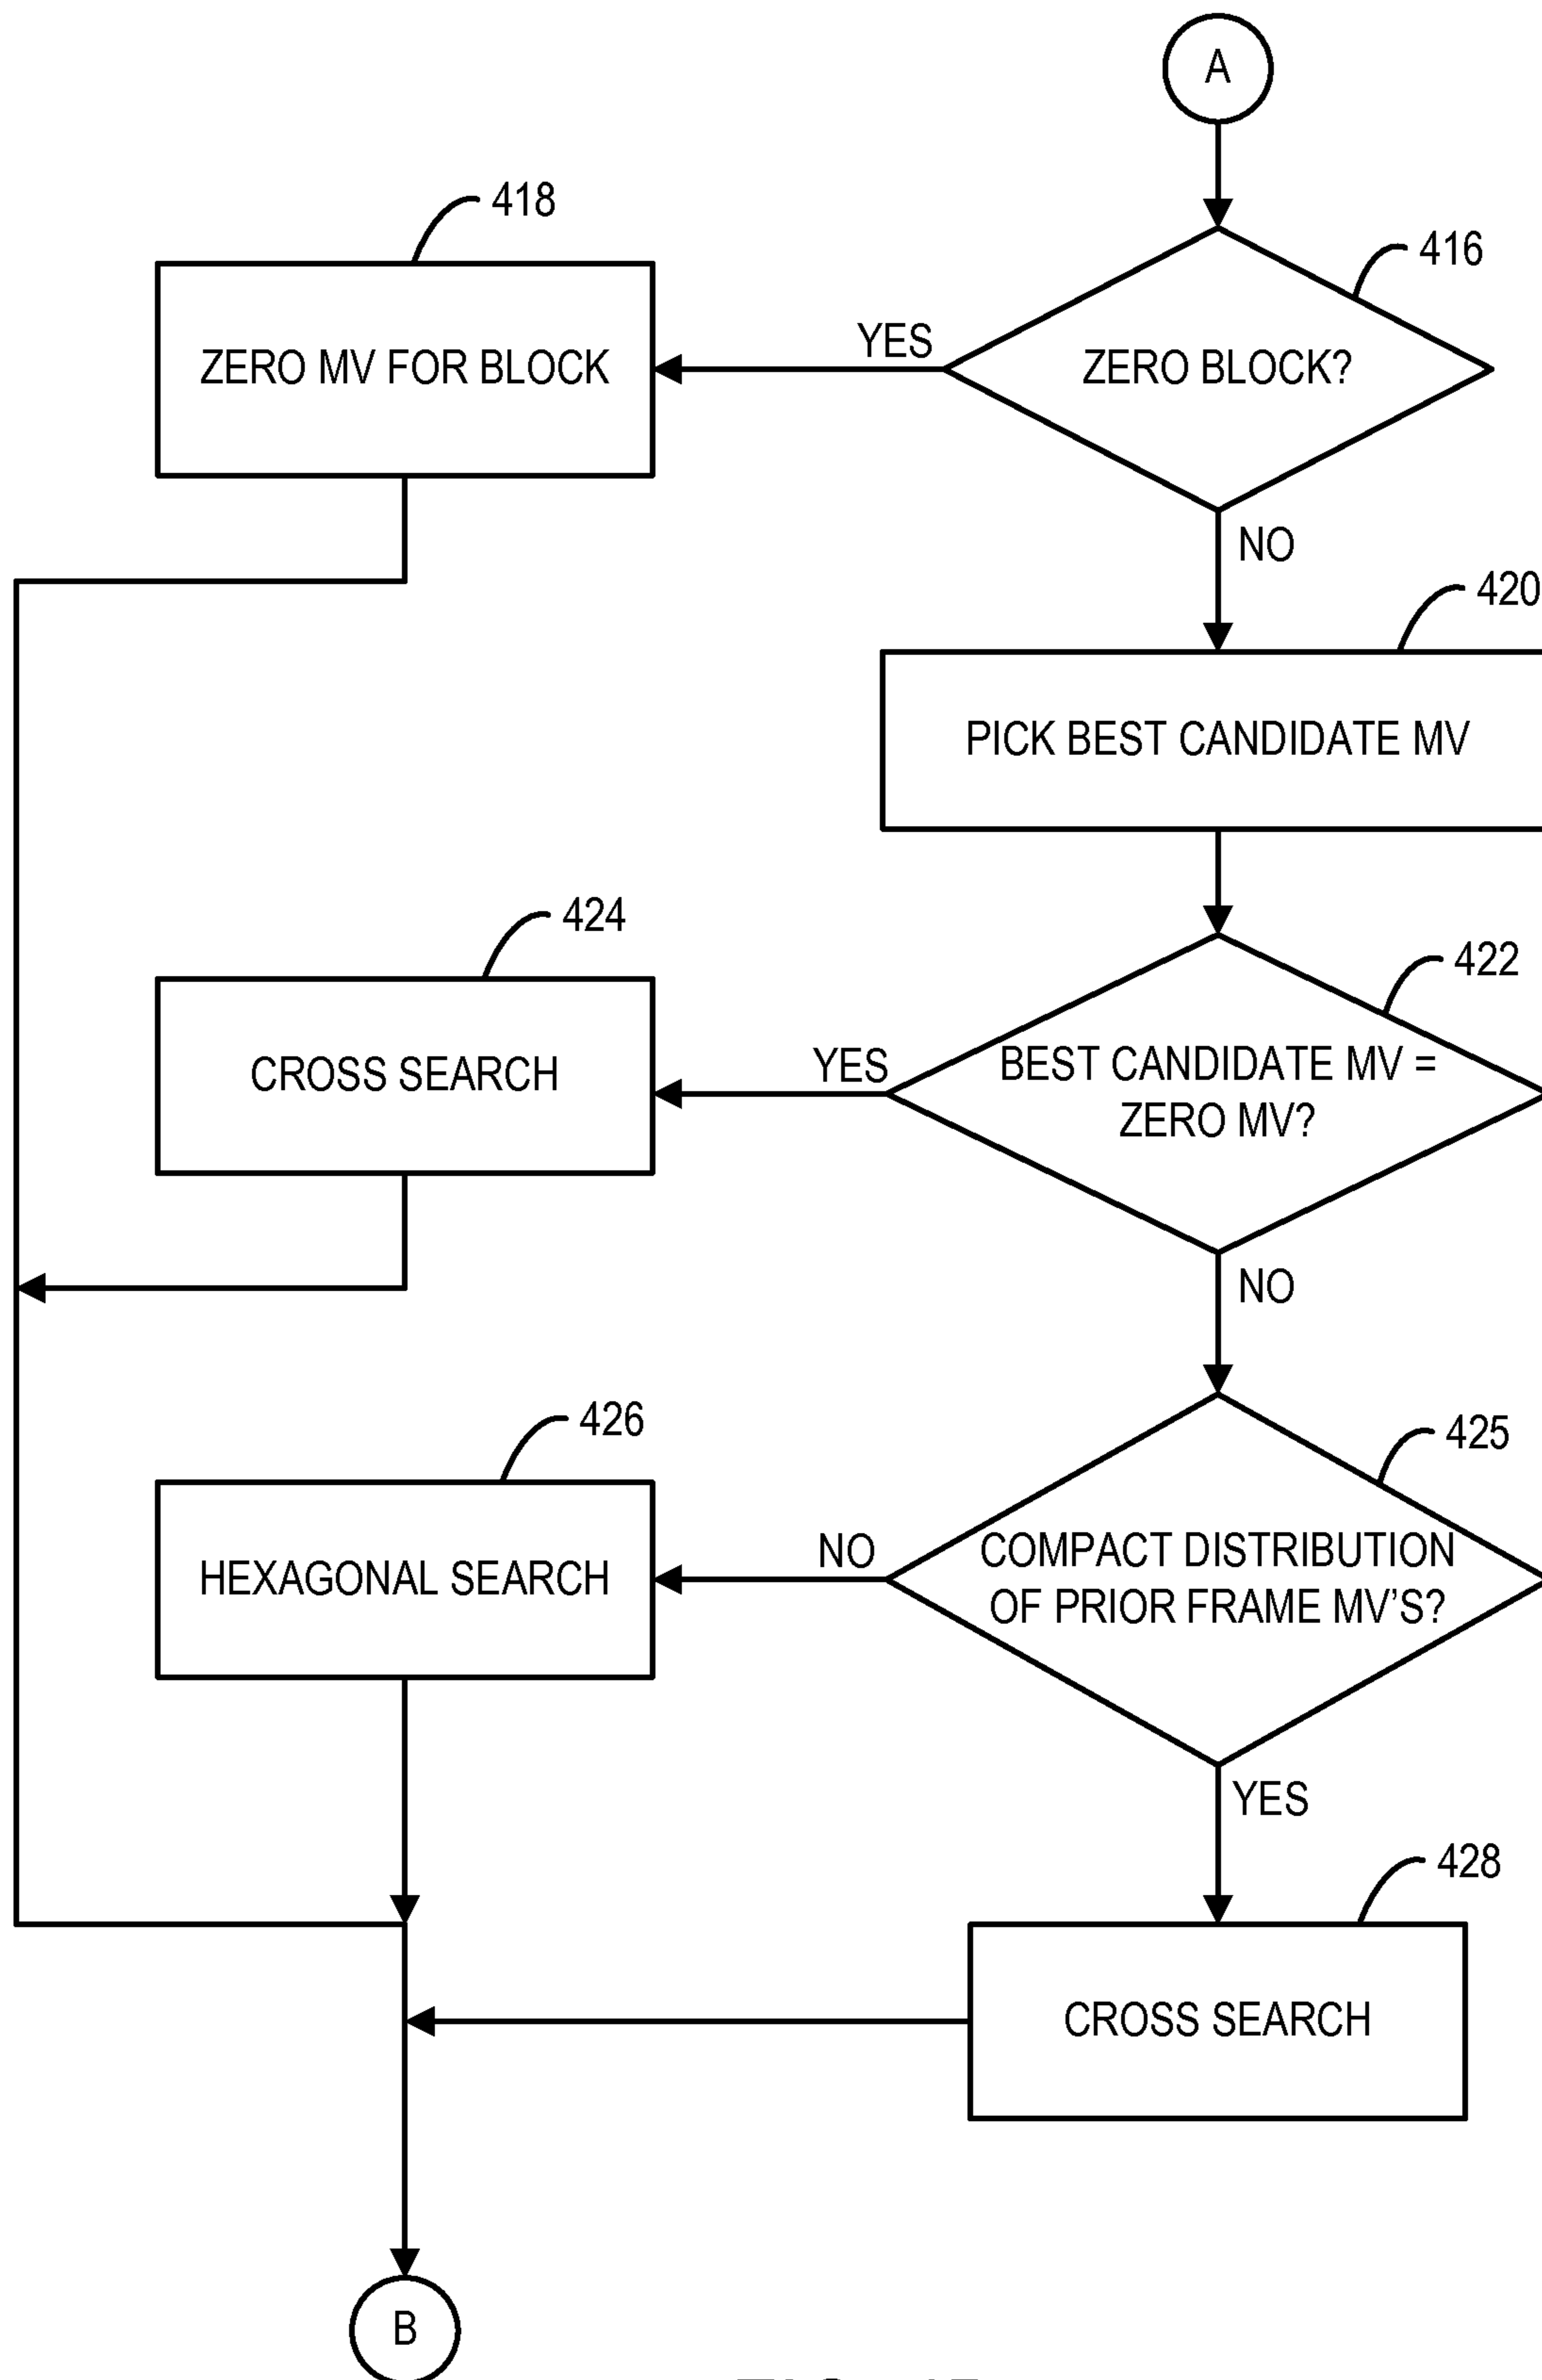 A
418
416
ZERO MV FOR BLOCK
YES
ZERO BLOCK?
NO
420
PICK BEST CANDIDATE MV
424
422
CROSS SEARCH
YES
BEST CANDIDATE MV =
ZERO MV?
NO
426
425
HEXAGONAL SEARCH
NO
COMPACT DISTRIBUTION
OF PRIOR FRAME MV'S?
YES
428
CROSS SEARCH
B